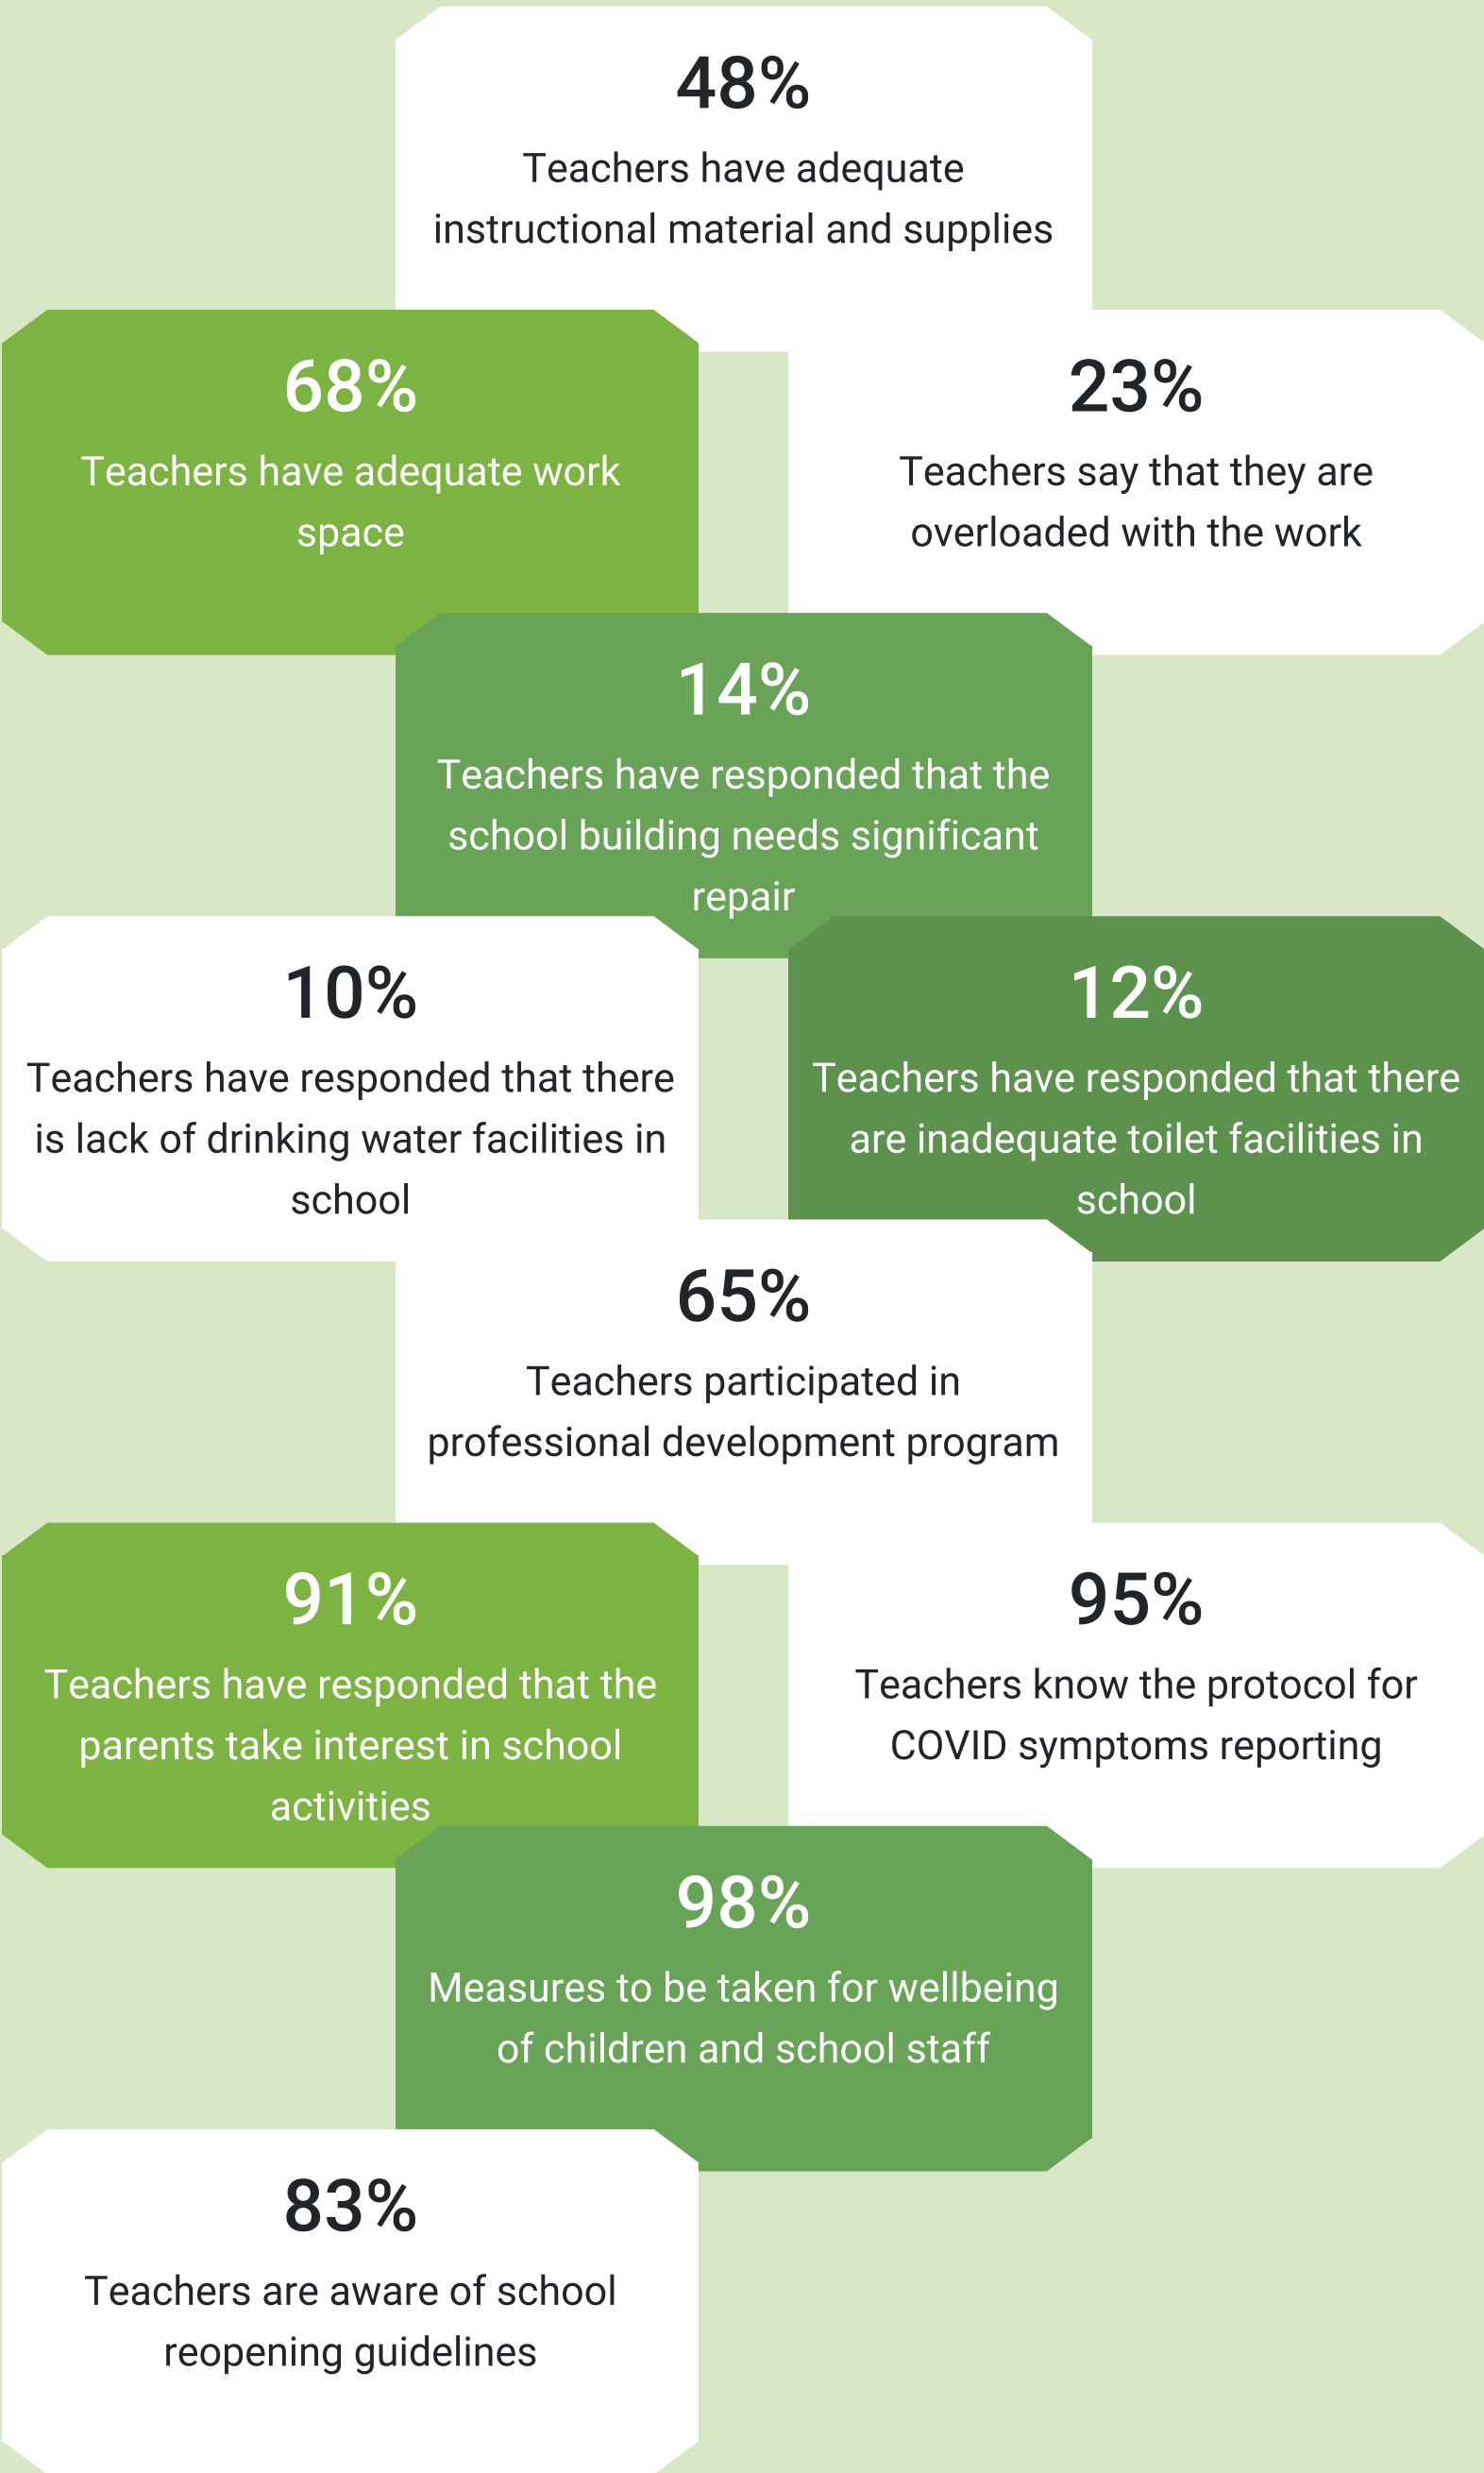 48%
Teachers have adequate
instructional material and supplies
68%
Teachers have adequate work
space
23%
Teachers say that they are
overloaded with the work
14%
Teachers have responded that the
school building needs significant
repair
10%
Teachers have responded that there
is lack of drinking water facilities in
school
12%
Teachers have responded that there
are inadequate toilet facilities in
school
65%
Teachers participated in
professional development program
91%
Teachers have responded that the
parents take interest in school
activities
95%
Teachers know the protocol for
COVID symptoms reporting
98%
Measures to be taken for wellbeing
of children and school staff
83%
Teachers are aware of school
reopening guidelines